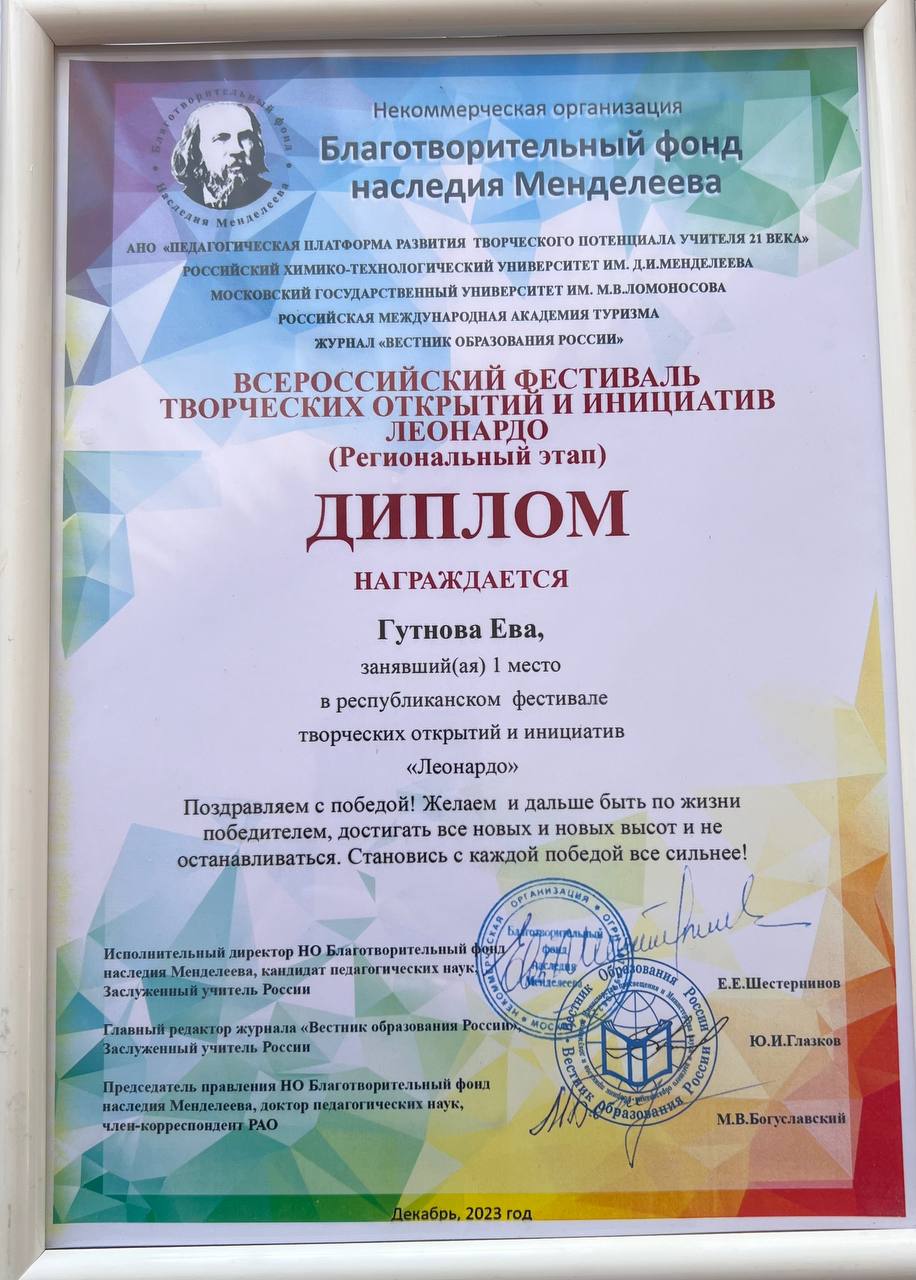 Благотворительный фонд
Наследия Менделеева
Некоммерческая организация
Благотворительный фонд
наследия Менделеева
АНО «ПЕДАГОГИЧЕСКАЯ ПЛАТФОРМА РАЗВИТИЯ ТВОРЧЕСКОГО ПОТЕНЦИАЛА УЧИТЕЛЯ 21 ВЕКА»
РОССИЙСКИЙ ХИМИКО-ТЕХНОЛОГИЧЕСКИЙ УНИВЕРСИТЕТ ИМ. Д.И.МЕНДЕЛЕЕВА
МОСКОВСКИЙ ГОСУДАРСТВЕННЫЙ УНИВЕРСИТЕТ ИМ. М.В.ЛОМОНОСОВА
РОССИЙСКАЯ МЕЖДУНАРОДНАЯ АКАДЕМИЯ ТУРИЗМА
ЖУРНАЛ «ВЕСТНИК ОБРАЗОВАНИЯ РОССИИ»
ВСЕРОССИЙСКИЙ ФЕСТИВАЛЬ
ТВОРЧЕСКИХ ОТКРЫТИЙ И ИНИЦИАТИВ
ЛЕОНАРДО
(Региональный этап)
ДИПЛОМ
НАГРАЖДАЕТСЯ
Гутнова Ева,
занявший(ая) 1 место
в республиканском фестивале
творческих открытий и инициатив
«Леонардо»
Поздравляем с победой! Желаем и дальше быть по жизни
победителем, достигать все новых и новых высот и не
останавливаться. Становись с каждой победой все сильнее!
Исполнительный директор НО Благотворительный фонд
наследия Менделеева, кандидат педагогических наук,
Заслуженный учитель России
Е.Е.Шестернинов
Главный редактор журнала «Вестник образования России»,
Заслуженный учитель России
Ю.И.Глазков
Председатель правления НО Благотворительный фонд
наследия Менделеева, доктор педагогических наук,
член-корреспондент РАО
М.В.Богуславский
НЕКОММЕРЧЕСКАЯ ОРГАНИЗАЦИЯ
МОСКВА
Благотворительный
фонд
наследия
Менделеева
Вестник Образования России
Вестник Образования России
Декабрь, 2023 год